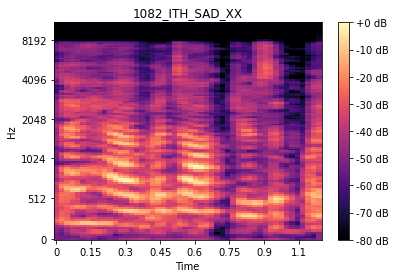 1082_ITH_SAD_XX
+0 dB
8192
-10 dB
4096
-20 dB
-30 dB
2048
Hz
-40 dB
1024
-50 dB
512
-60 dB
-70 dB
0
-80 dB
0 0.15 0.3 0.45 0.6 0.75 0.9 1.1
Time